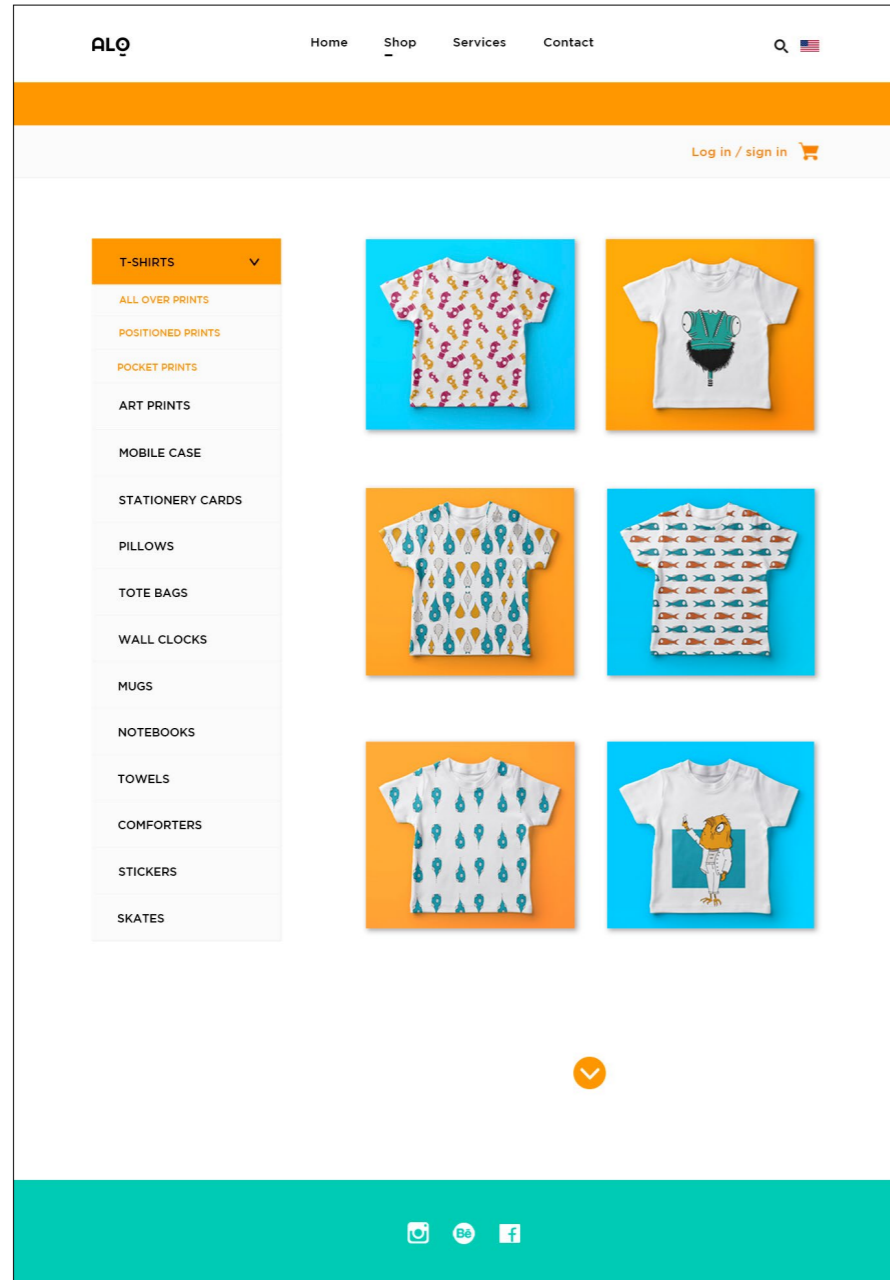 ALO
Home Shop Services Contact
Log in / sign in
T-SHIRTS
ALL OVER PRINTS
POSITIONED PRINTS
POCKET PRINTS
ART PRINTS
MOBILE CASE
STATIONERY CARDS
PILLOWS
TOTE BAGS
WALL CLOCKS
MUGS
NOTEBOOKS
TOWELS
COMFORTERS
STICKERS
SKATES
Bē
f